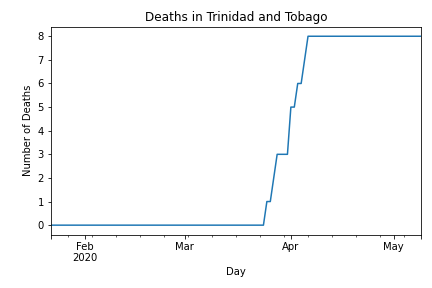 Deaths in Trinidad and Tobago
8
7
6
5
4
3
2
1
0
Number of Deaths
Feb
2020
Mar
Apr
May
Day